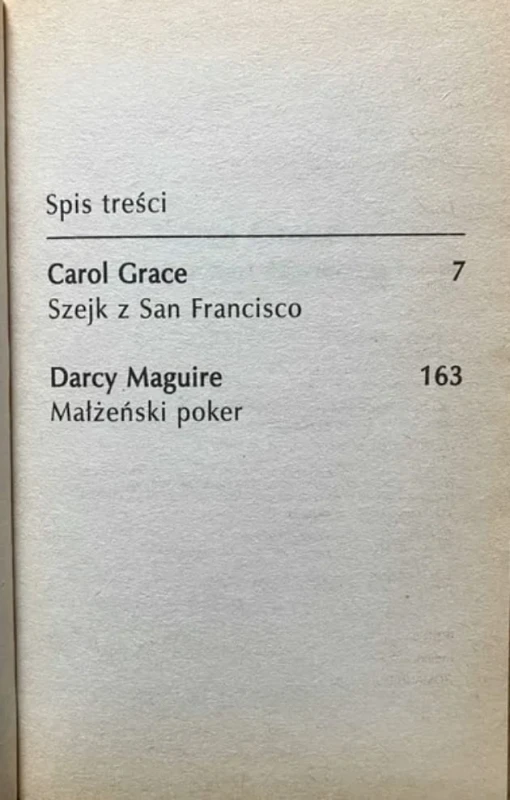 Spis treści
Carol Grace 7
Szejk z San Francisco
Darcy Maguire 163
Małżeński poker